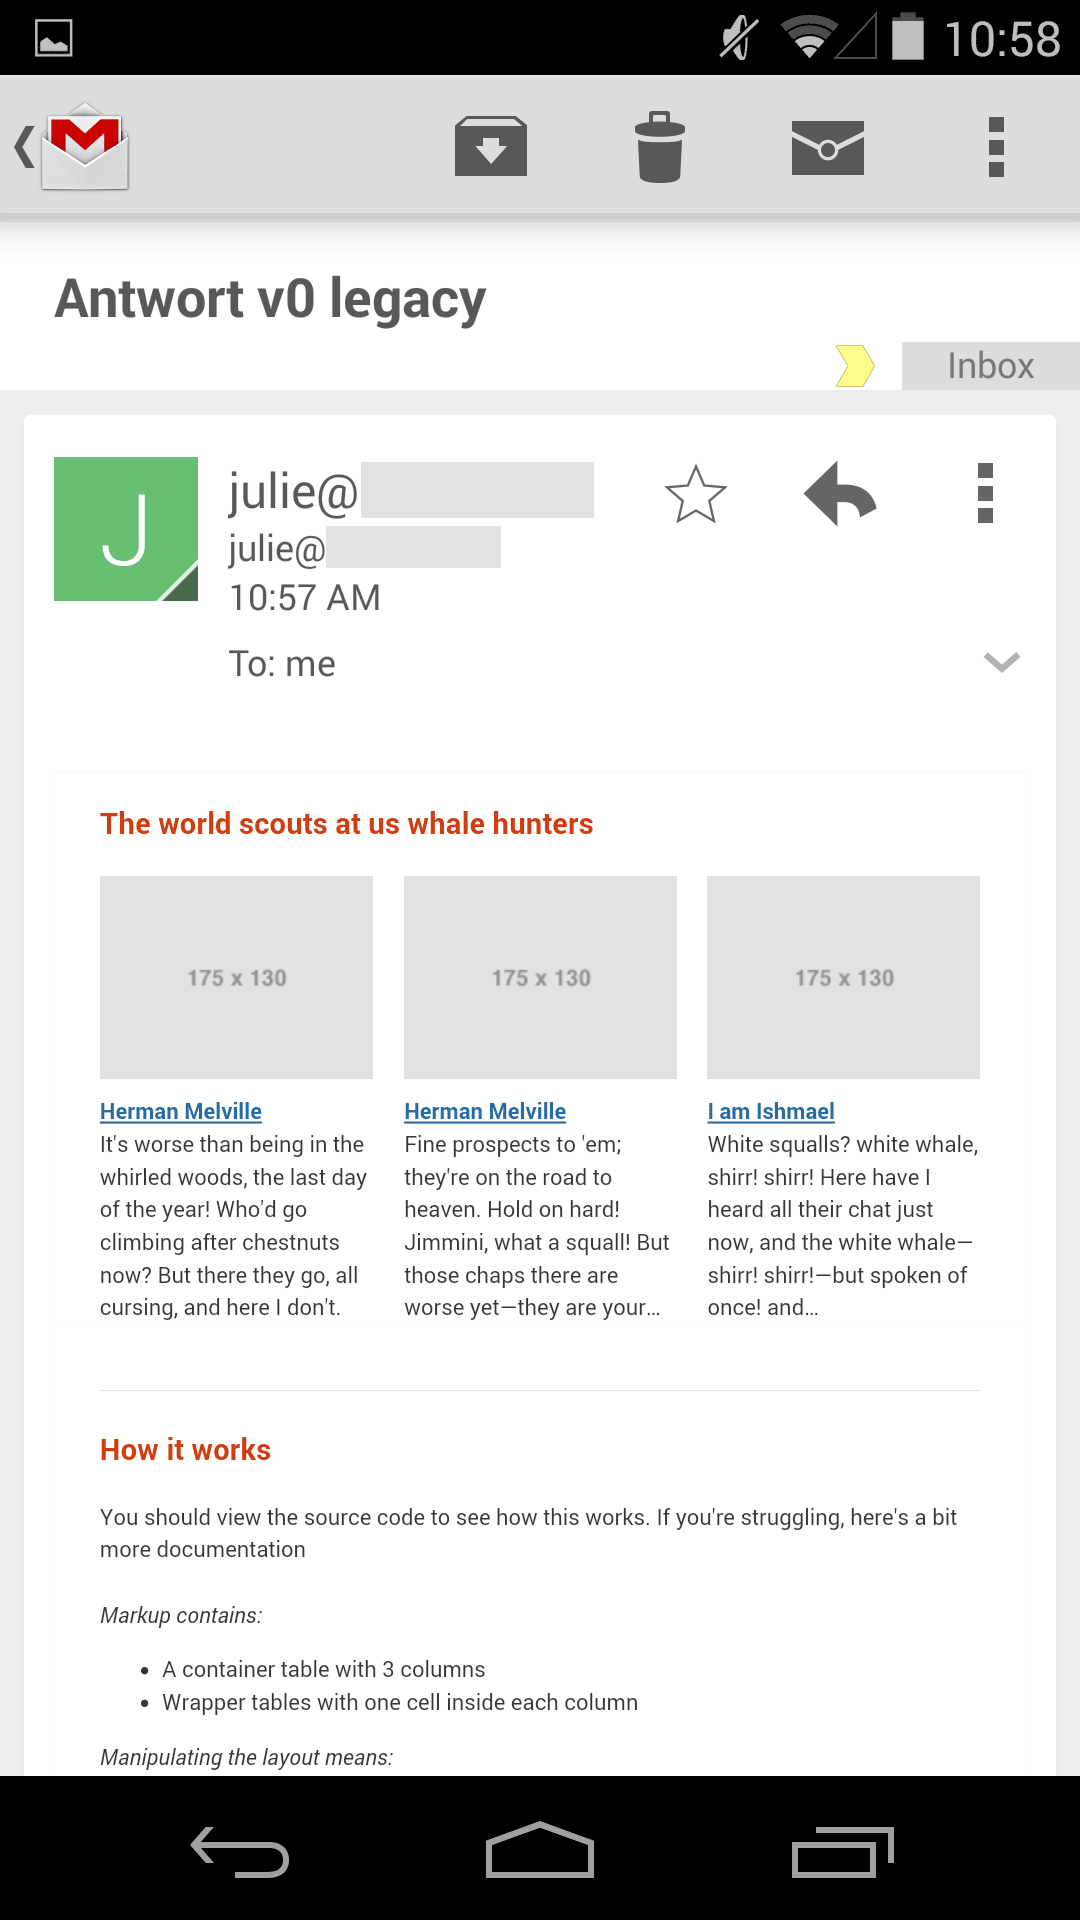 10:58
Antwort v0 legacy
Inbox
J
julie@
julie@
10:57 AM
To: me
The world scouts at us whale hunters
175 x 130
175 x 130
175 x 130
Herman Melville
It's worse than being in the
whirled woods, the last day
of the year! Who'd go
climbing after chestnuts
now? But there they go, all
cursing, and here I don't.
Herman Melville
Fine prospects to 'em;
they're on the road to
heaven. Hold on hard!
Jimmini, what a squall! But
those chaps there are
worse yet—they are your…
I am Ishmael
White squalls? white whale,
shirr! shirr! Here have I
heard all their chat just
now, and the white whale—
shirr! shirr!—but spoken of
once! and…
How it works
You should view the source code to see how this works. If you're struggling, here's a bit
more documentation
Markup contains:
• A container table with 3 columns
• Wrapper tables with one cell inside each column
Manipulating the layout means: